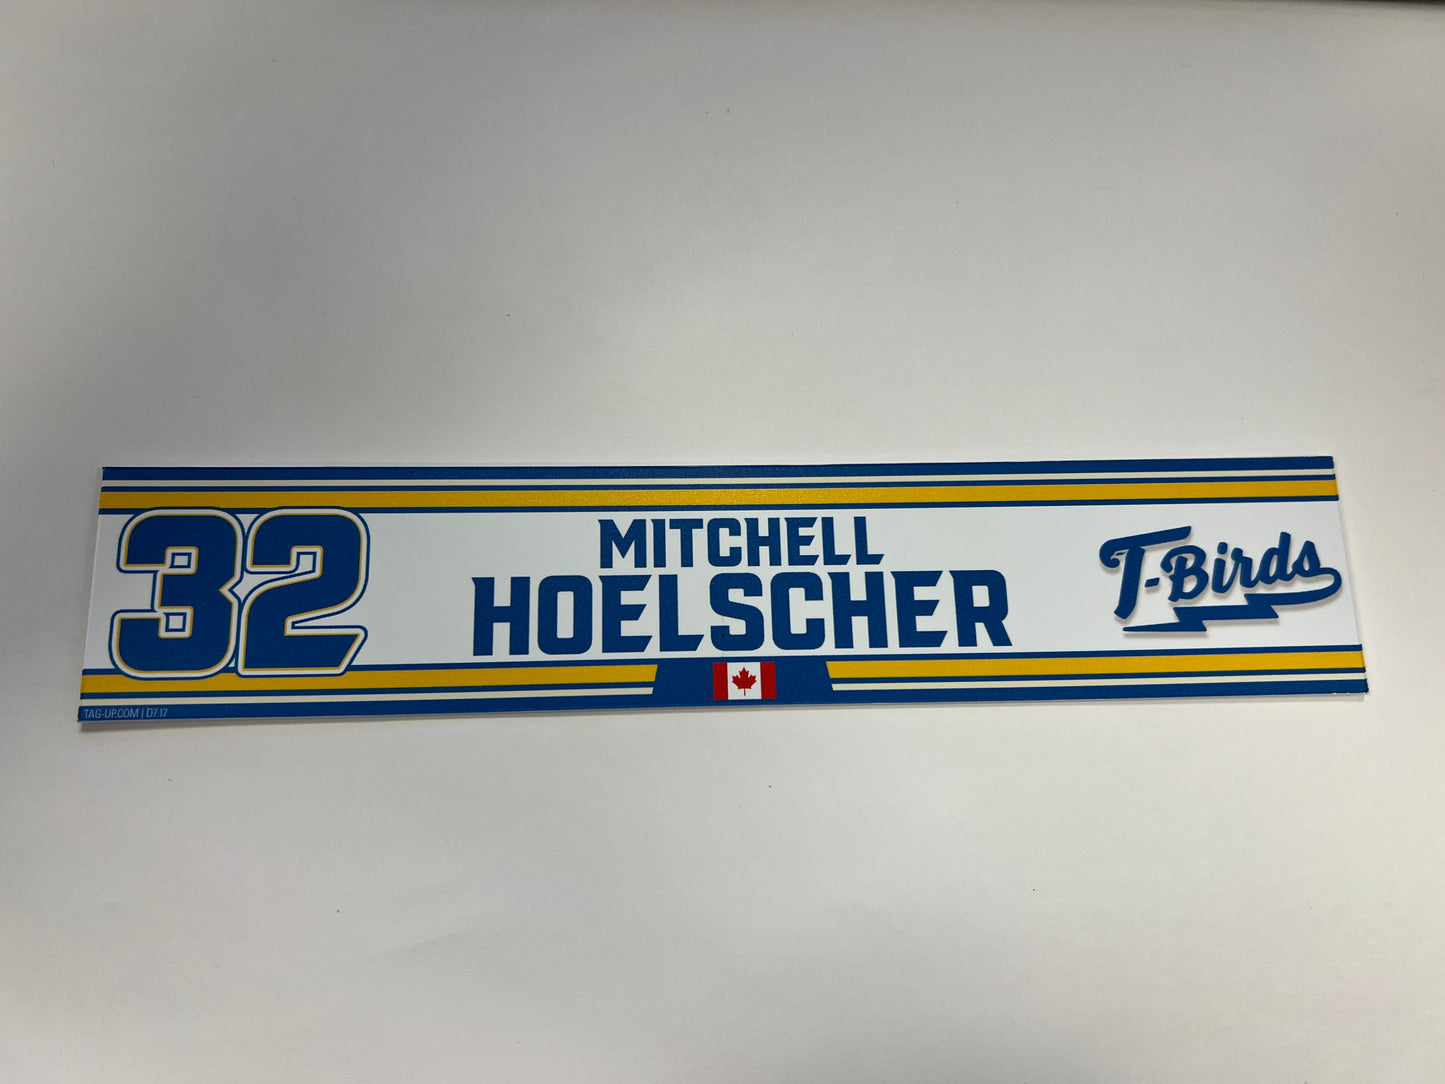 32
MITCHELL
HOELSCHER
T-Birds
TAG-UP.COM | D7.17